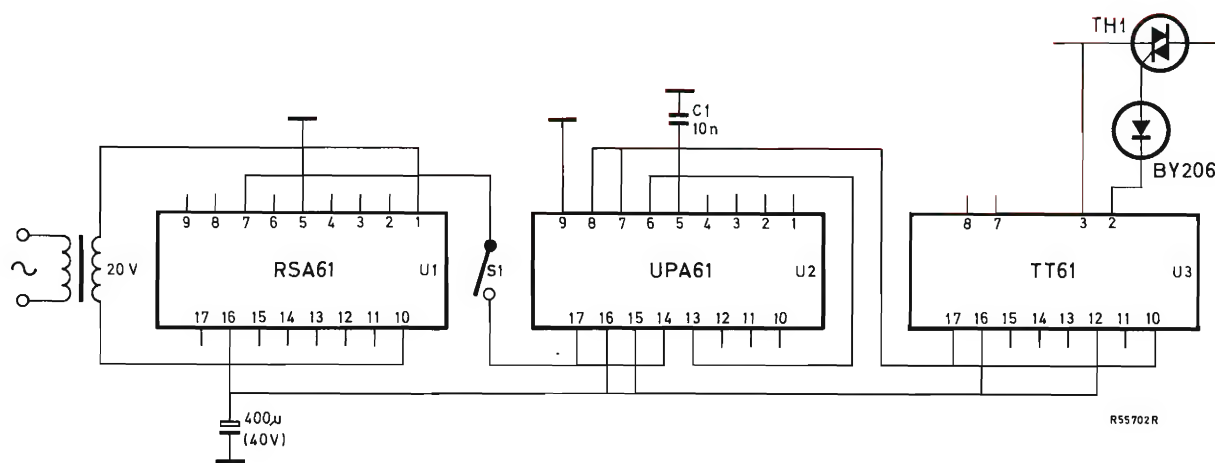 TH1
C1
10n
BY206
9 8 7 6 5 4 3 2 1
9 8 7 6 5 4 3 2 1
8 7 3 2
20 V
RSA61
U1
S1
UPA61
U2
TT61
U3
17 16 15 14 13 12 11 10
17 16 15 14 13 12 11 10
17 16 15 14 13 12 11 10
400µ
(40V)
R55702R